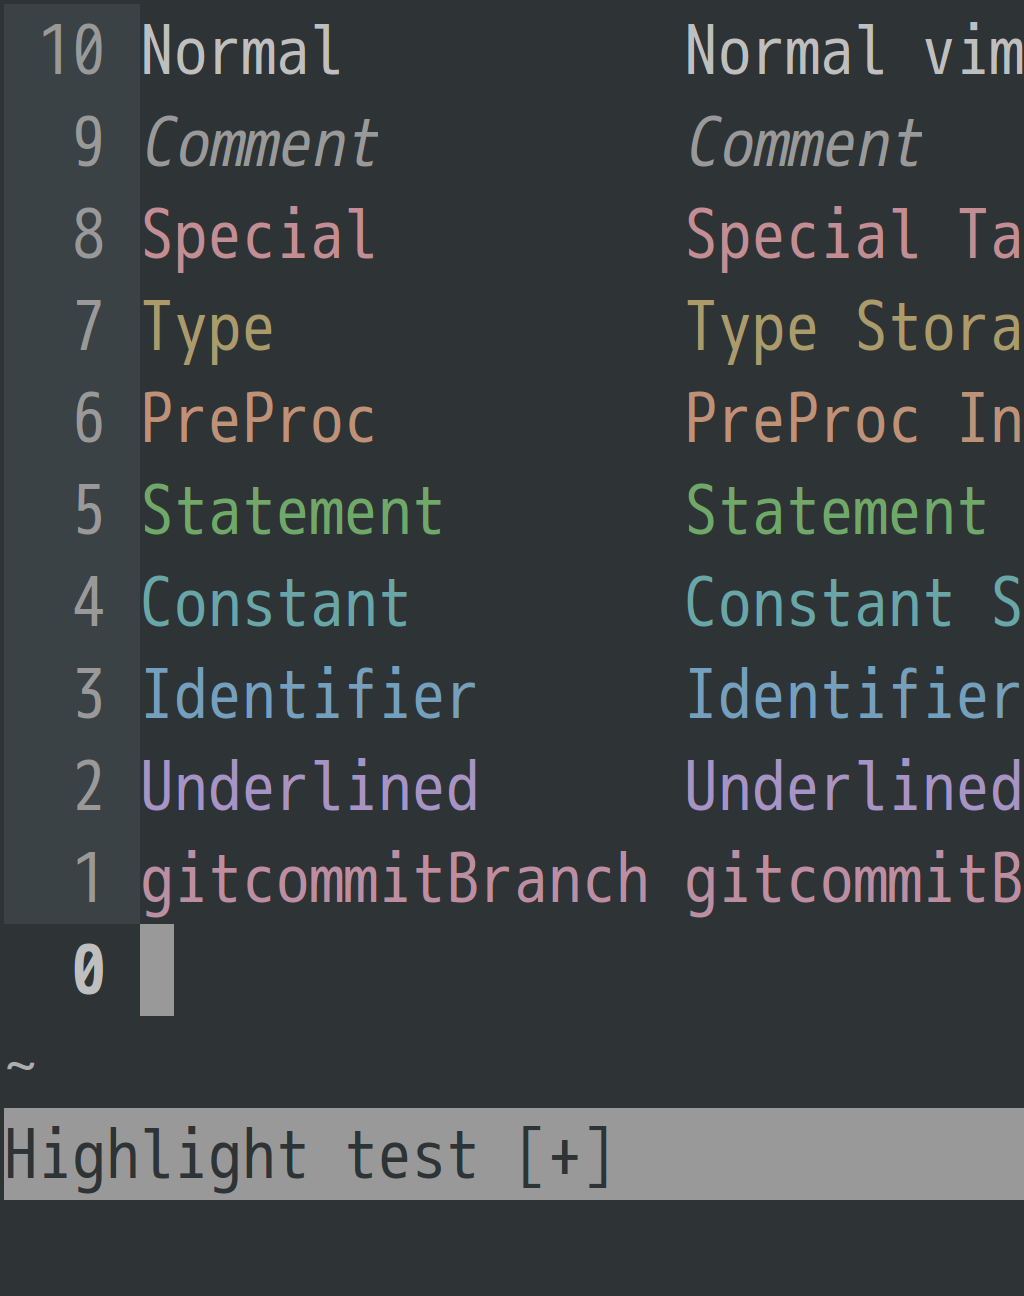 10 Normal Normal vim
9 Comment Comment
8 Special Special Ta
7 Type Type Stora
6 PreProc PreProc In
5 Statement Statement
4 Constant Constant S
3 Identifier Identifier
2 Underlined Underlined
1 gitcommitBranch gitcommitB
0
~
Highlight test [+]